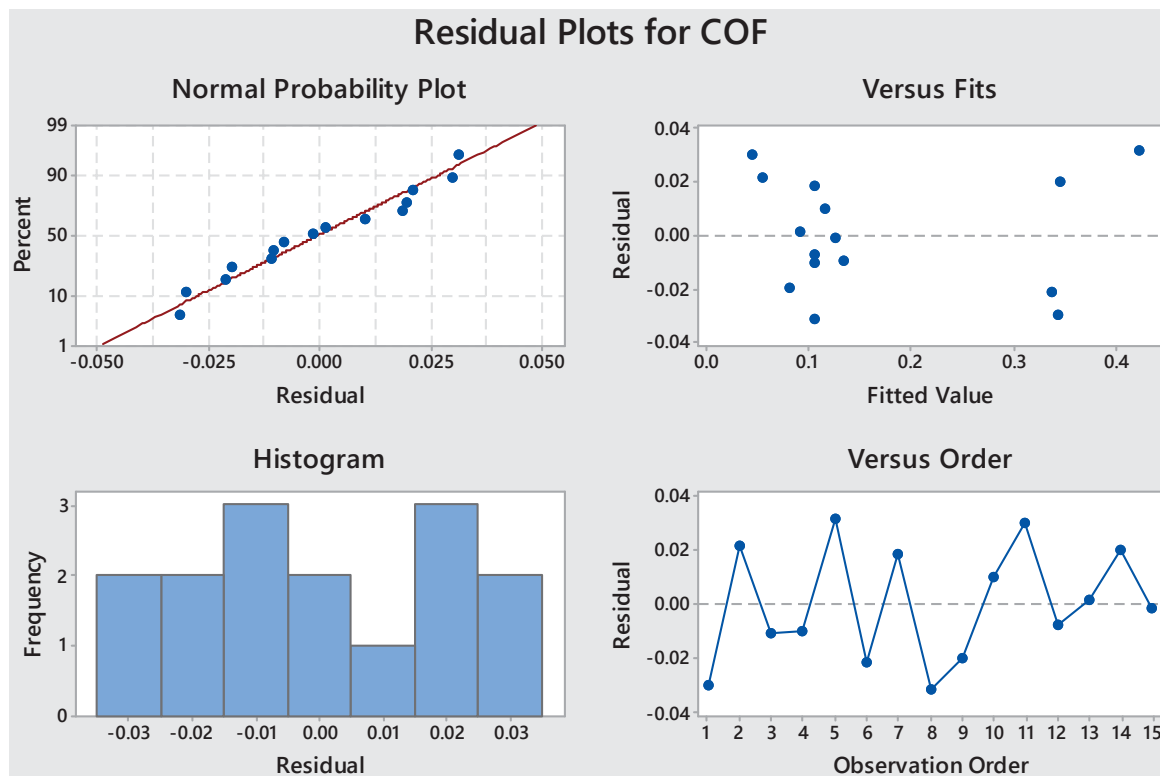 Residual Plots for COF
Normal Probability Plot
99
90
50
10
1
Percent
-0.050 -0.025 0.000 0.025 0.050
Residual
Versus Fits
0.04
0.02
0.00
-0.02
-0.04
Residual
0.0 0.1 0.2 0.3 0.4
Fitted Value
Histogram
3
2
1
0
Frequency
-0.03 -0.02 -0.01 0.00 0.01 0.02 0.03
Residual
Versus Order
0.04
0.02
0.00
-0.02
-0.04
Residual
1 2 3 4 5 6 7 8 9 10 11 12 13 14 15
Observation Order